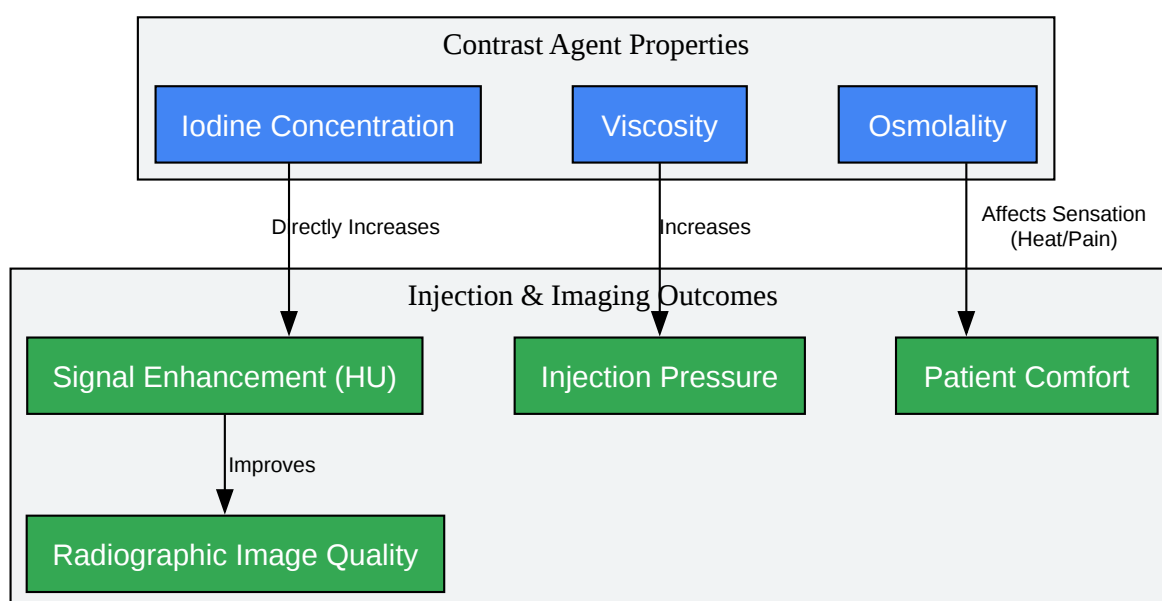 Contrast Agent Properties
Iodine Concentration
Viscosity
Osmolality
Directly Increases
Increases
Affects Sensation
(Heat/Pain)
Injection & Imaging Outcomes
Signal Enhancement (HU)
Injection Pressure
Patient Comfort
Improves
Radiographic Image Quality